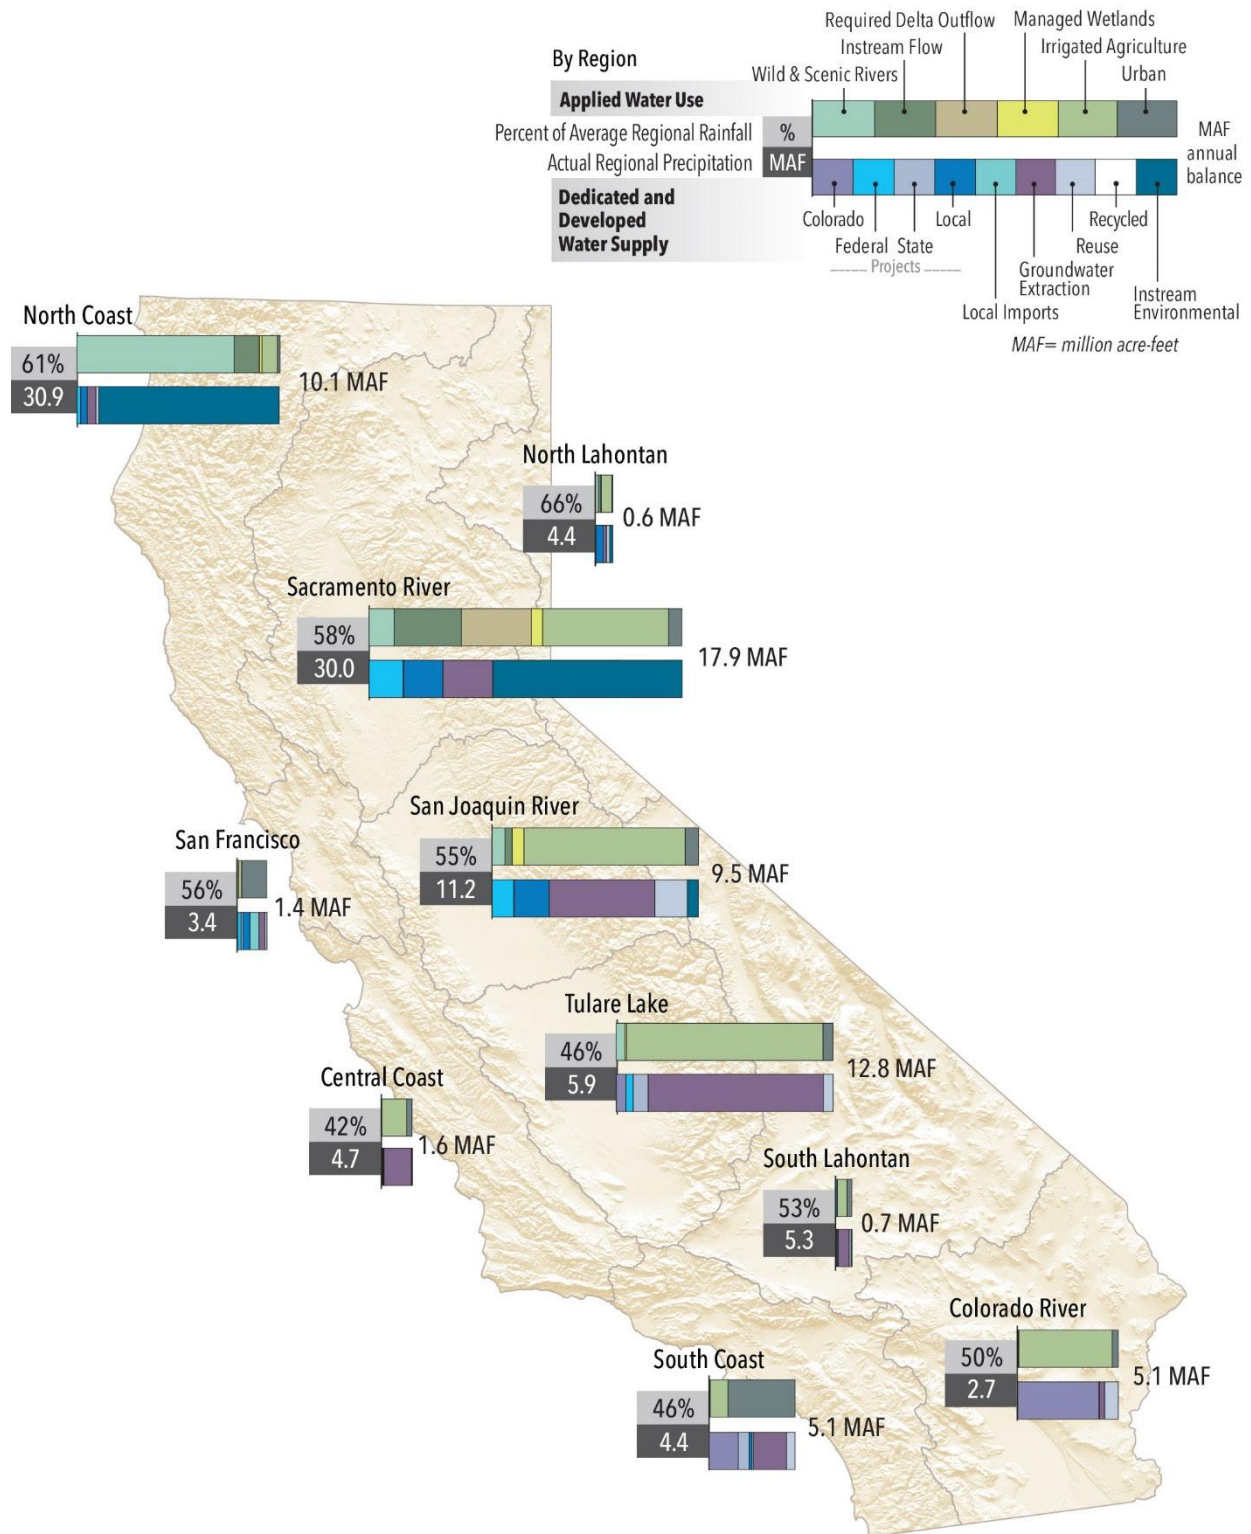 Required Delta Outflow
Managed Wetlands
Instream Flow
Irrigated Agriculture
By Region
Wild & Scenic Rivers
Urban
Applied Water Use
Percent of Average Regional Rainfall
%
Actual Regional Precipitation
MAF
MAF
annual
balance
Dedicated and
Developed
Water Supply
Colorado
Local
Recycled
Federal
State
Reuse
Projects
Groundwater
Extraction
Instream
Environmental
Local Imports
MAF= million acre-feet
North Coast
61%
30.9
10.1 MAF
North Lahontan
66%
4.4
0.6 MAF
Sacramento River
58%
30.0
17.9 MAF
San Joaquin River
55%
11.2
9.5 MAF
San Francisco
56%
3.4
1.4 MAF
Tulare Lake
46%
5.9
12.8 MAF
Central Coast
42%
4.7
1.6 MAF
South Lahontan
53%
5.3
0.7 MAF
Colorado River
50%
2.7
5.1 MAF
South Coast
46%
4.4
5.1 MAF